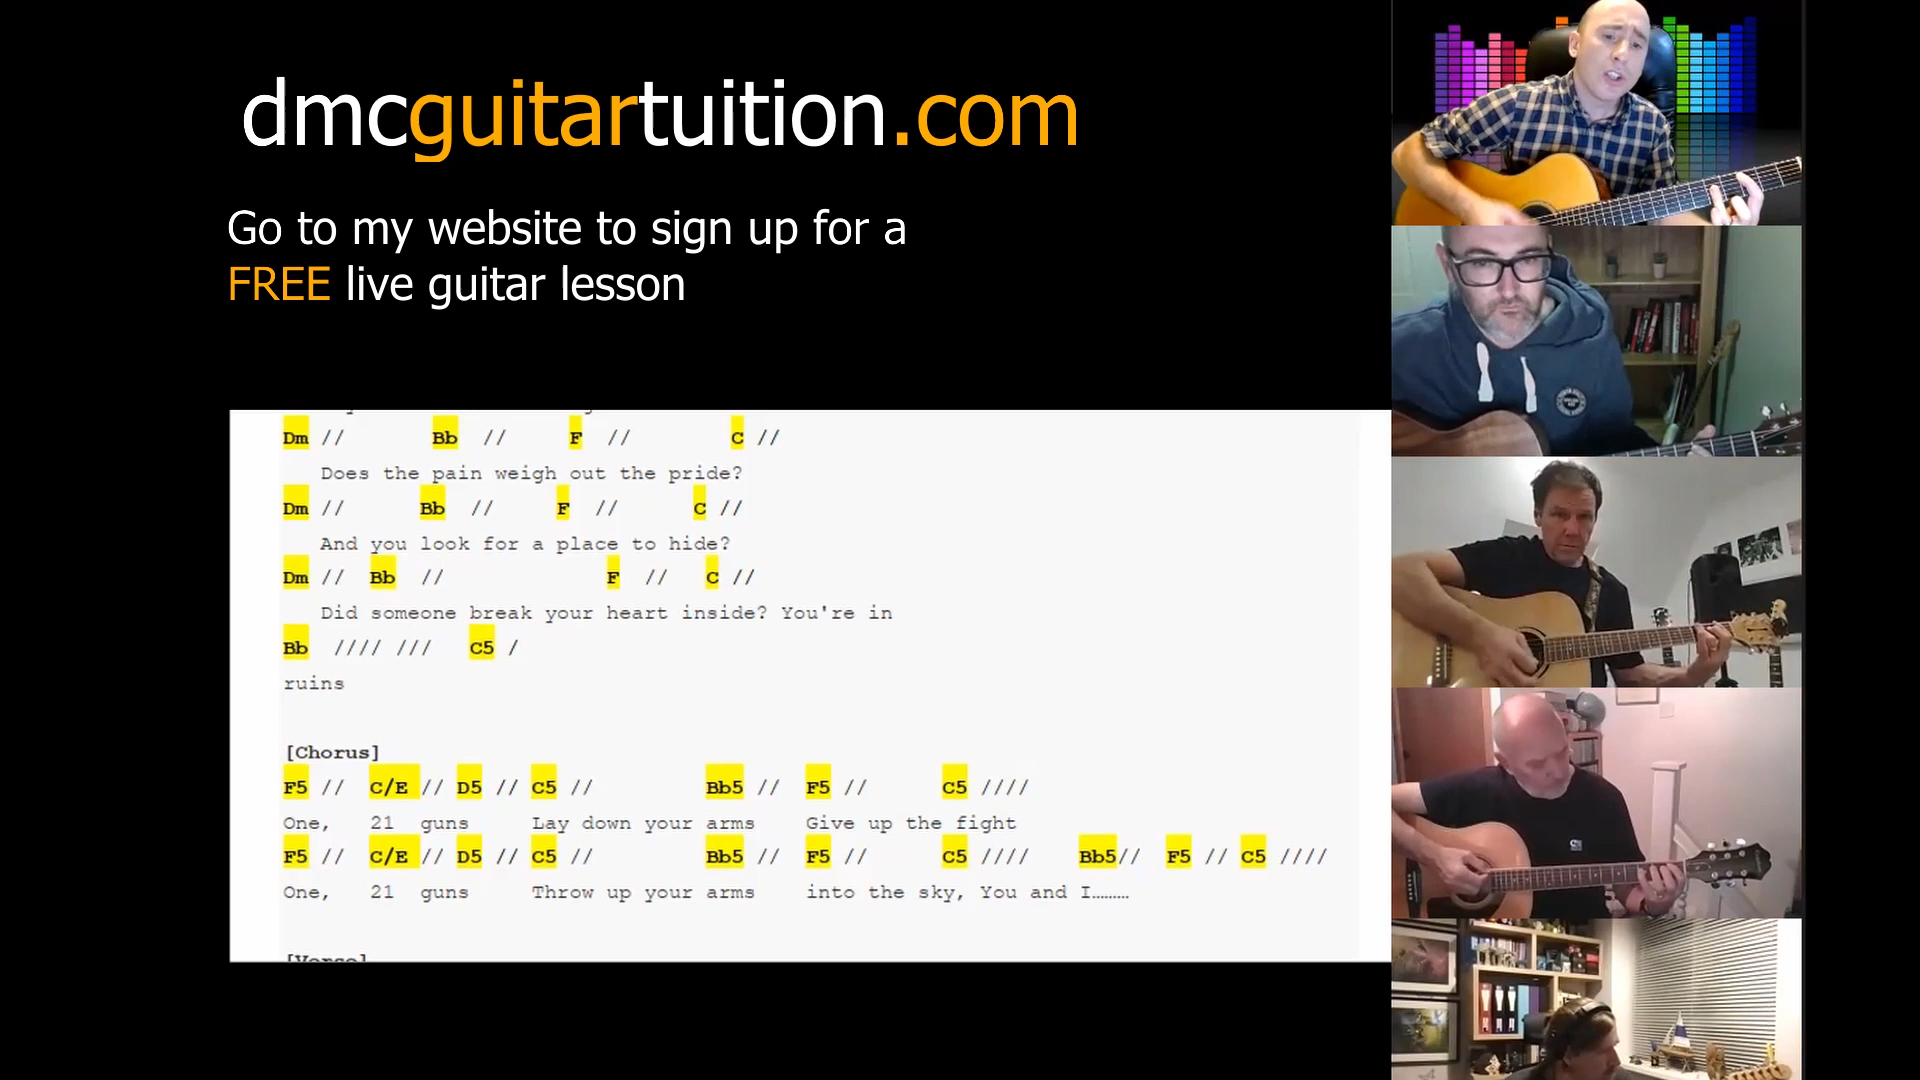 dmcguitartuition.com
Go to my website to sign up for a
FREE live guitar lesson
Dm // Bb // F // C //
Does the pain weigh out the pride?
Dm // Bb // F // C //
And you look for a place to hide?
Dm // Bb // F // C //
Did someone break your heart inside? You're in
Bb //// /// C5 /
ruins
[Chorus]
F5 // C/E // D5 // C5 // Bb5 // F5 // C5 ////
One, 21 guns Lay down your arms Give up the fight
F5 // C/E // D5 // C5 // Bb5 // F5 // C5 //// Bb5// F5 // C5 ////
One, 21 guns Throw up your arms into the sky, You and I………
[Verse]